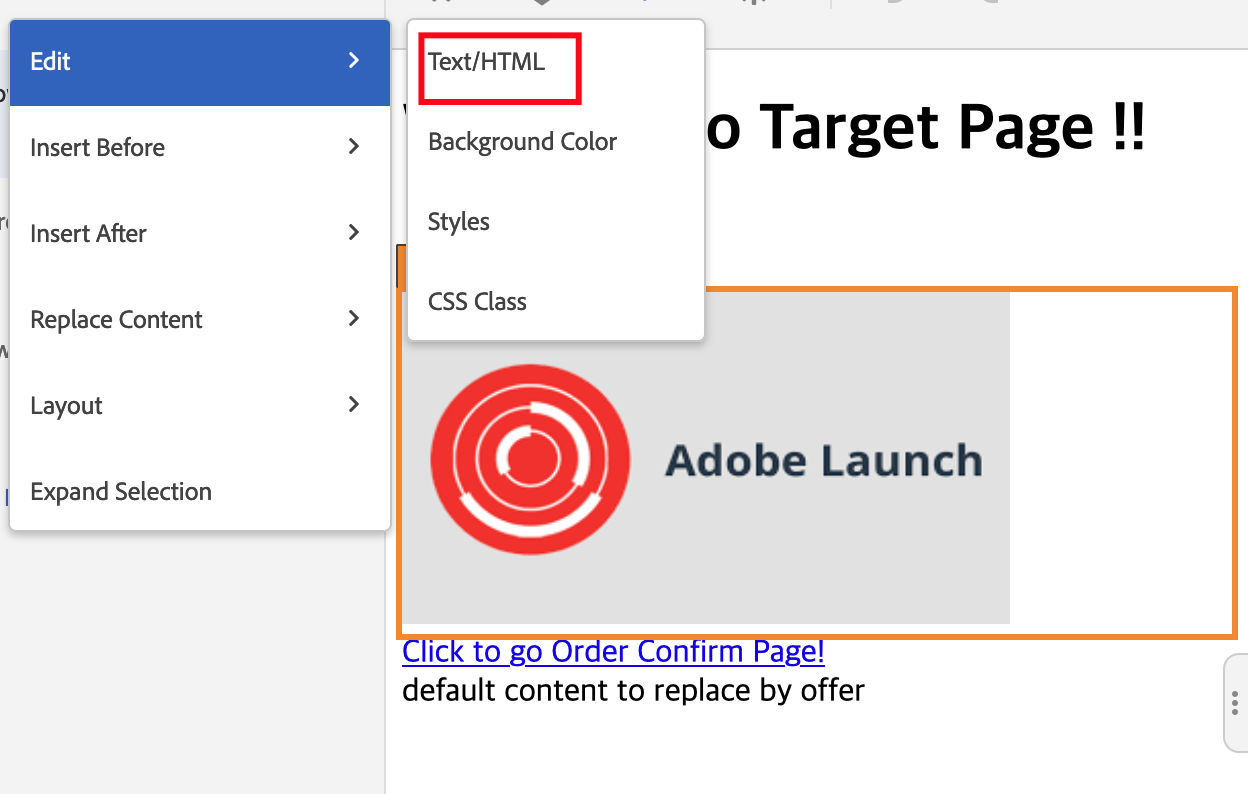 Edit
Insert Before
Insert After
Replace Content
Layout
Expand Selection
Text/HTML
Background Color
Styles
CSS Class
o Target Page !!
Adobe Launch
Click to go Order Confirm Page!
default content to replace by offer